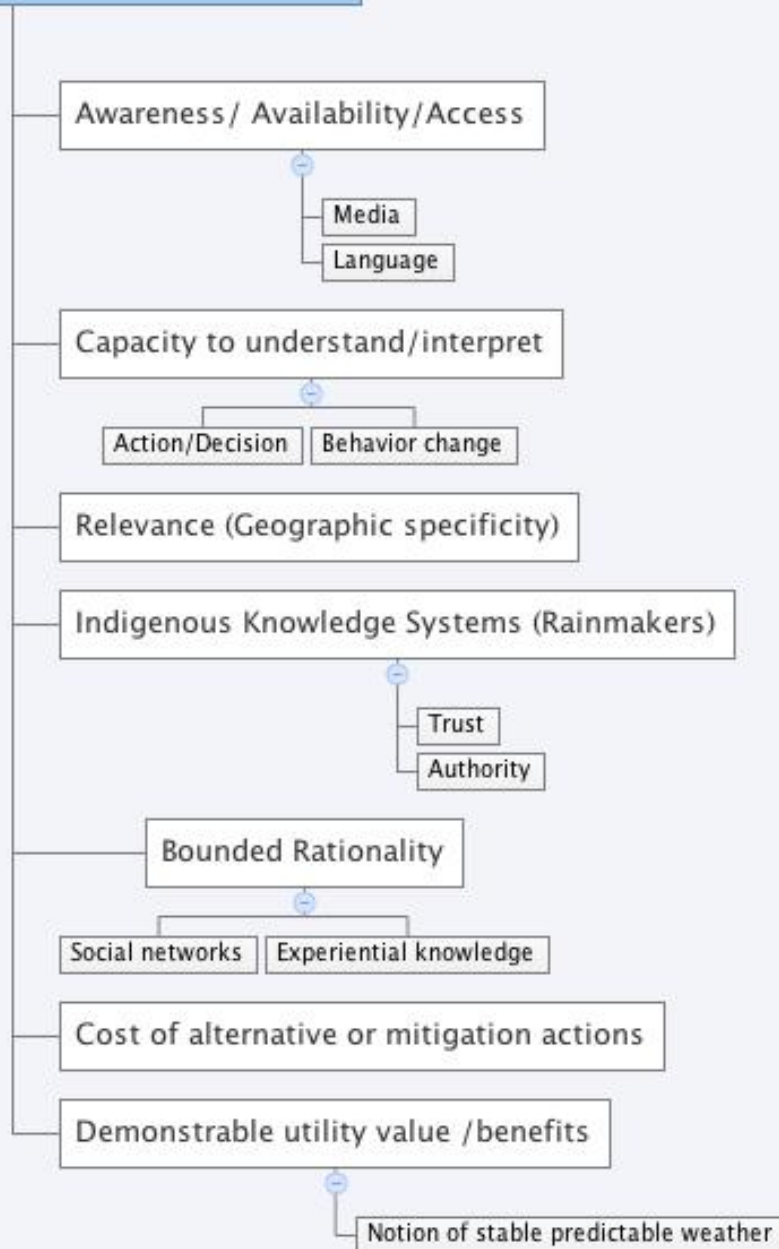 Awareness/ Availability/Access
Media
Language
Capacity to understand/interpret
Action/Decision
Behavior change
Relevance (Geographic specificity)
Indigenous Knowledge Systems (Rainmakers)
Trust
Authority
Bounded Rationality
Social networks
Experiential knowledge
Cost of alternative or mitigation actions
Demonstrable utility value /benefits
Notion of stable predictable weather